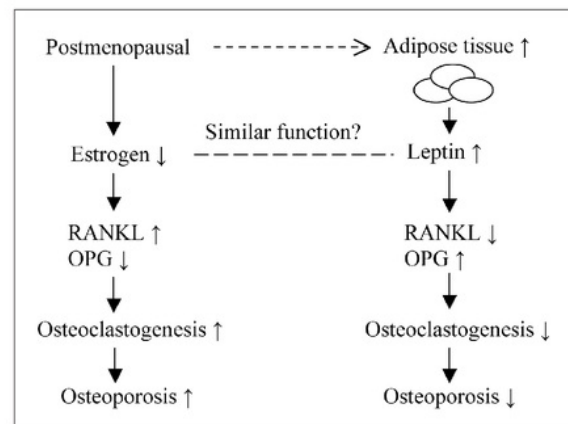 Postmenopausal
Adipose tissue ↑
Similar function?
Estrogen ↓
Leptin ↑
RANKL ↑
OPG ↓
RANKL ↓
OPG ↑
Osteoclastogenesis ↑
Osteoclastogenesis ↓
Osteoporosis ↑
Osteoporosis ↓